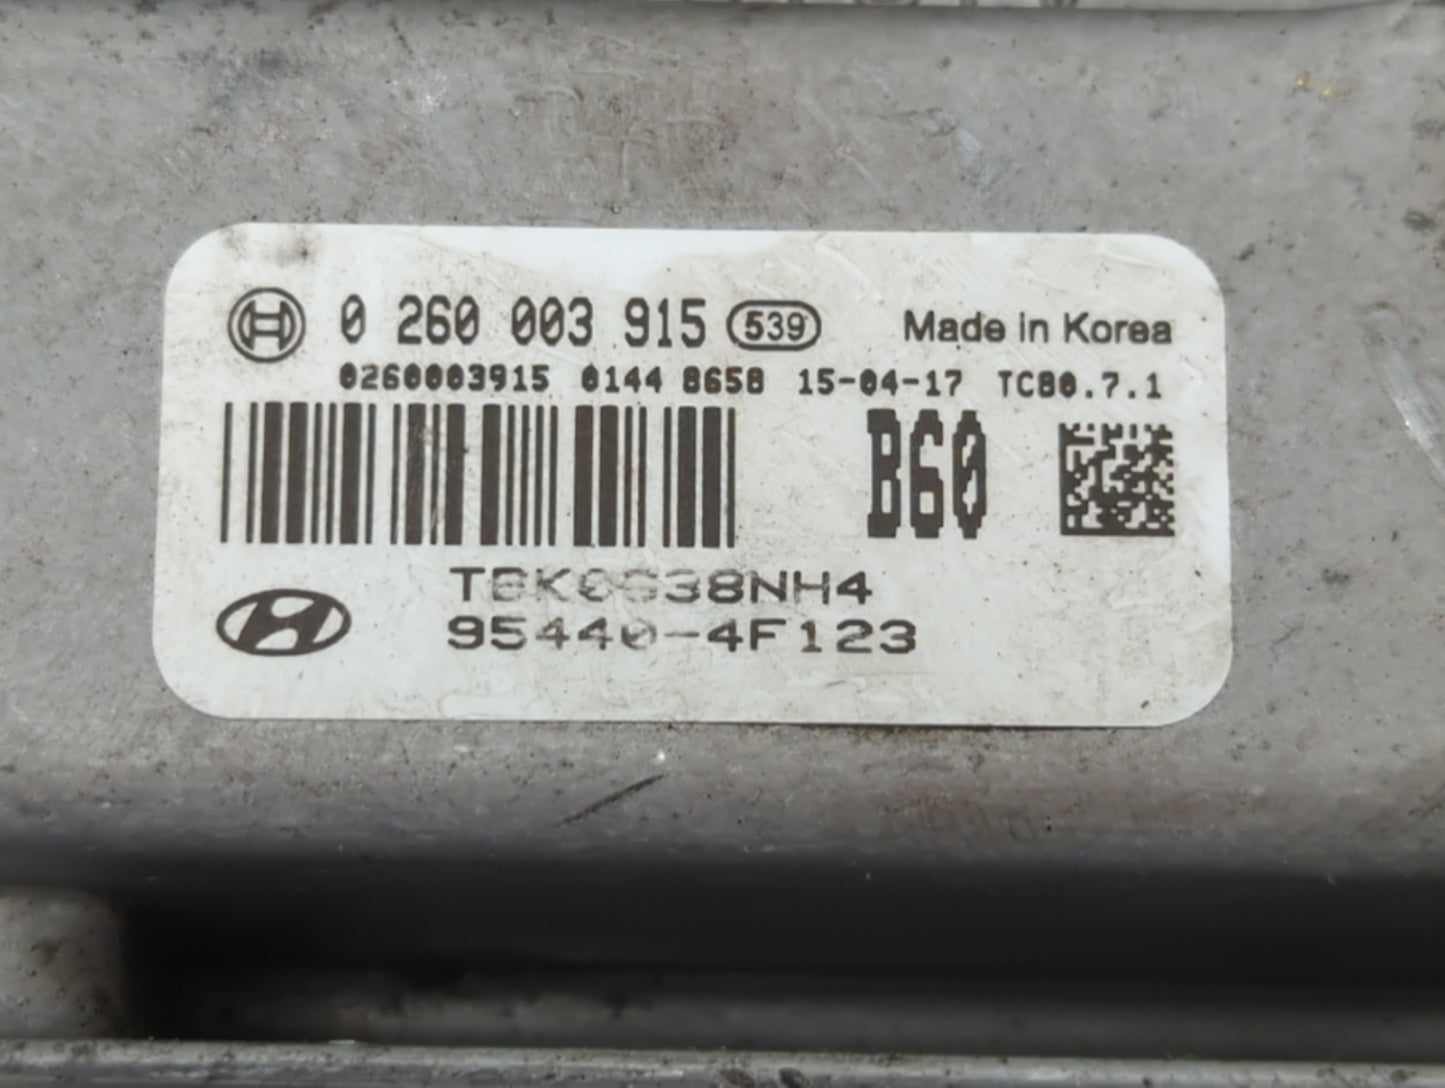 0 260 003 915 539 Made in Korea
0260003915 0144 8658 15-04-17 TC80.7.1
B60
95440-4F123